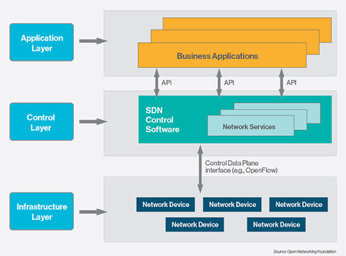 Application
Layer
Business Applications
API
API
API
Control
Layer
SDN
Control
Software
Network Services
Control Data Plane
interface (e.g., OpenFlow)
Infrastructure
Layer
Network Device
Network Device
Network Device
Network Device
Network Device
Source: Open Networking Foundation